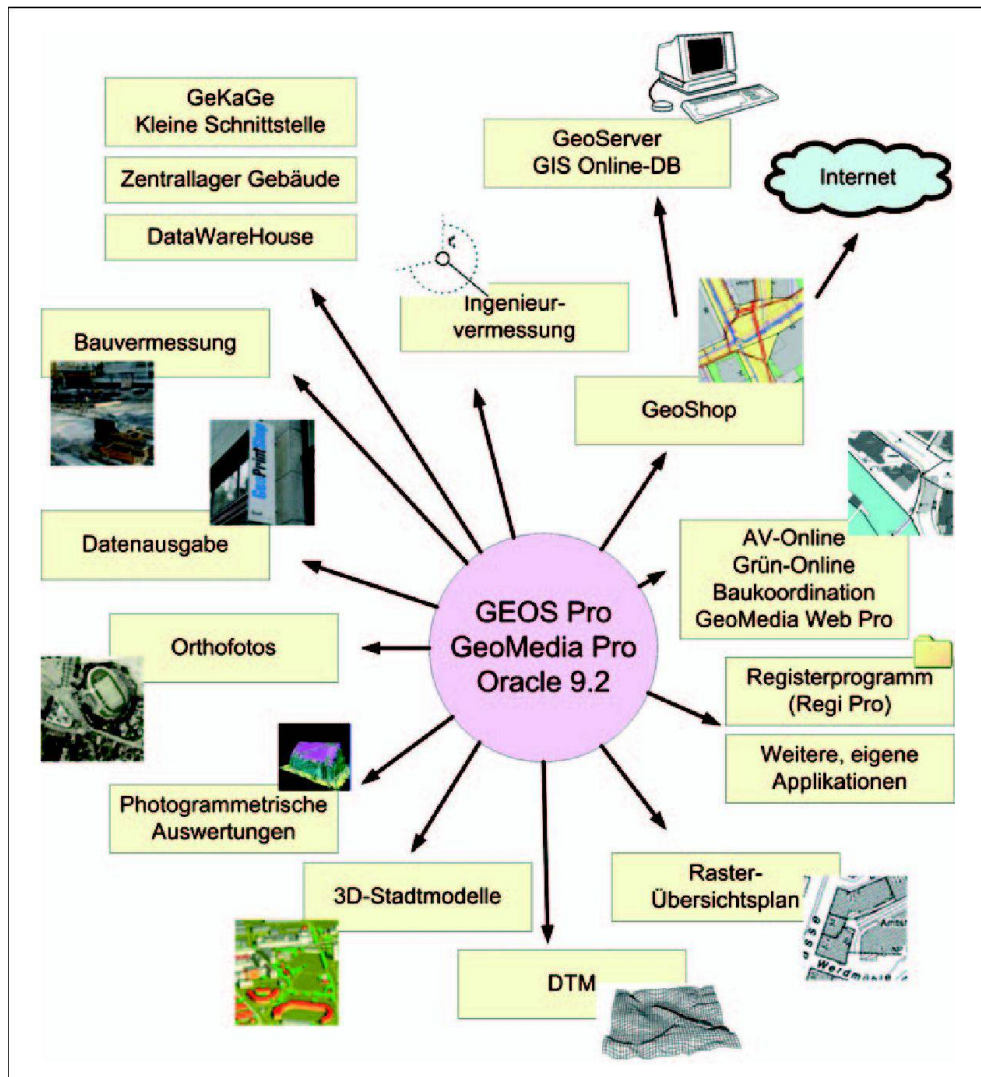 GeKaGe
Kleine Schnittstelle
Zentrallager Gebäude
DataWareHouse
GeoServer
GIS Online-DB
Internet
Ingenieur-
vermessung
Bauvermessung
GeoShop
GeoPrintShop
Datenausgabe
AV-Online
Grün-Online
Baukoordination
GeoMedia Web Pro
GEOS Pro
GeoMedia Pro
Oracle 9.2
Orthofotos
Registerprogramm
(Regi Pro)
Weitere, eigene
Applikationen
Photogrammetrische
Auswertungen
3D-Stadtmodelle
Raster-
Übersichtsplan
DTM
Werdmühle